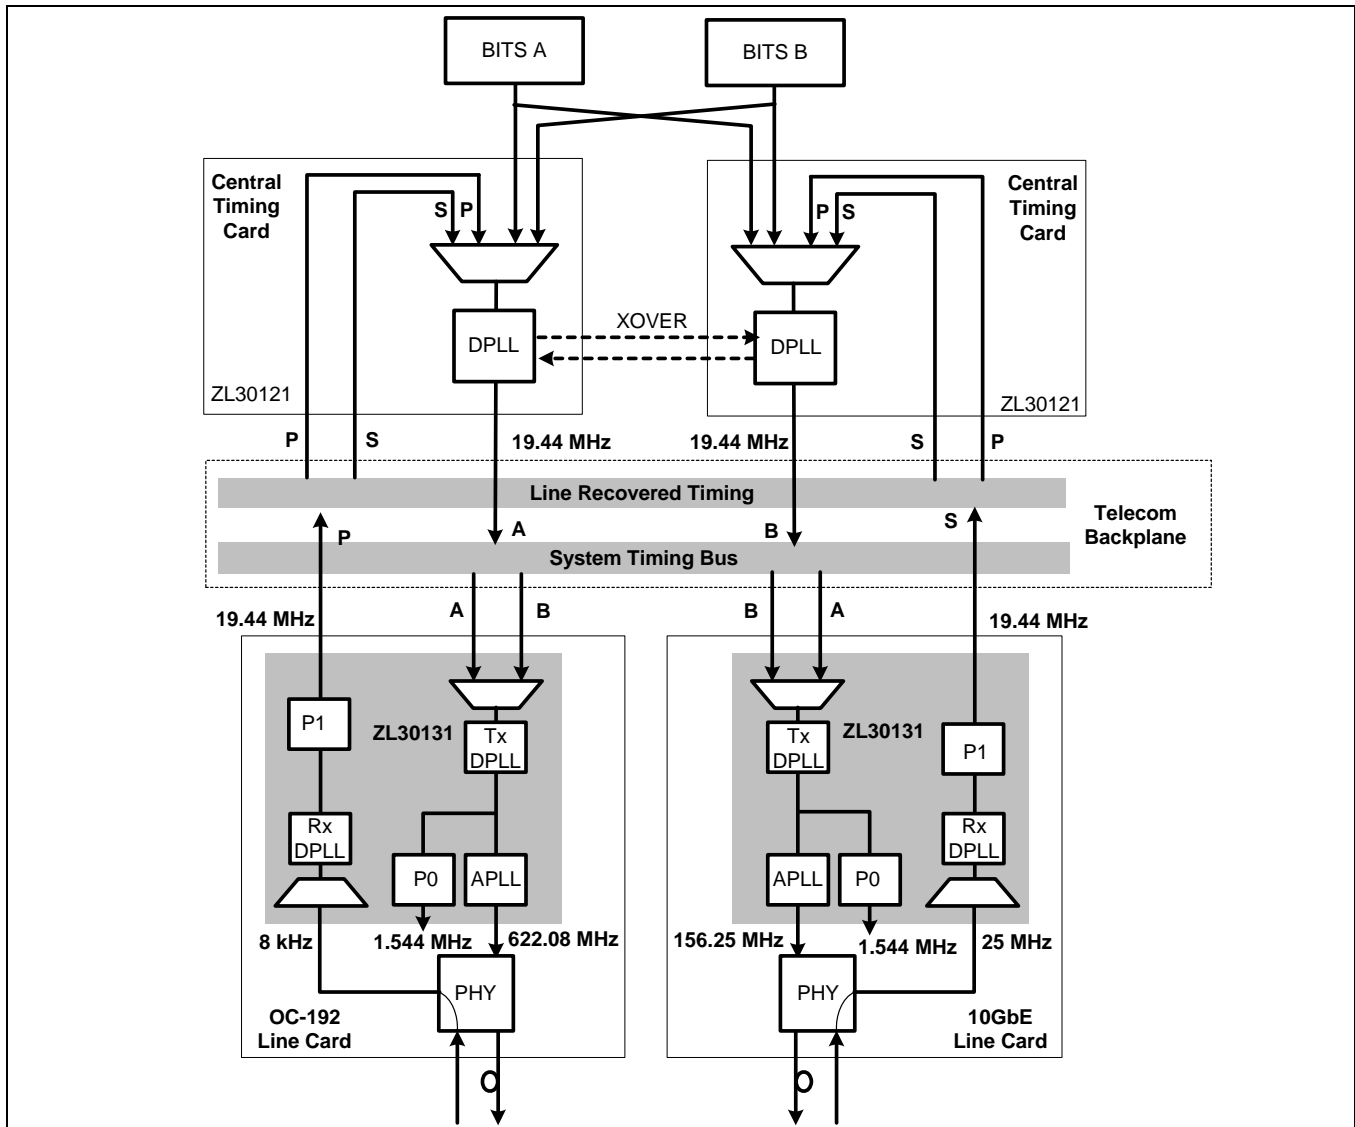 BITS A
BITS B
Central
Timing
Card
S P
P S
Central
Timing
Card
XOVER
DPLL
DPLL
ZL30121
ZL30121
P
S
19.44 MHz
19.44 MHz
S
P
Line Recovered Timing
Telecom
Backplane
P
A
B
S
System Timing Bus
19.44 MHz
A
B
B
A
19.44 MHz
P1
ZL30131
Tx
DPLL
Tx
DPLL
ZL30131
P1
Rx
DPLL
P0
APLL
APLL
P0
Rx
DPLL
8 kHz
1.544 MHz
622.08 MHz
156.25 MHz
1.544 MHz
25 MHz
PHY
PHY
OC-192
Line Card
10GbE
Line Card